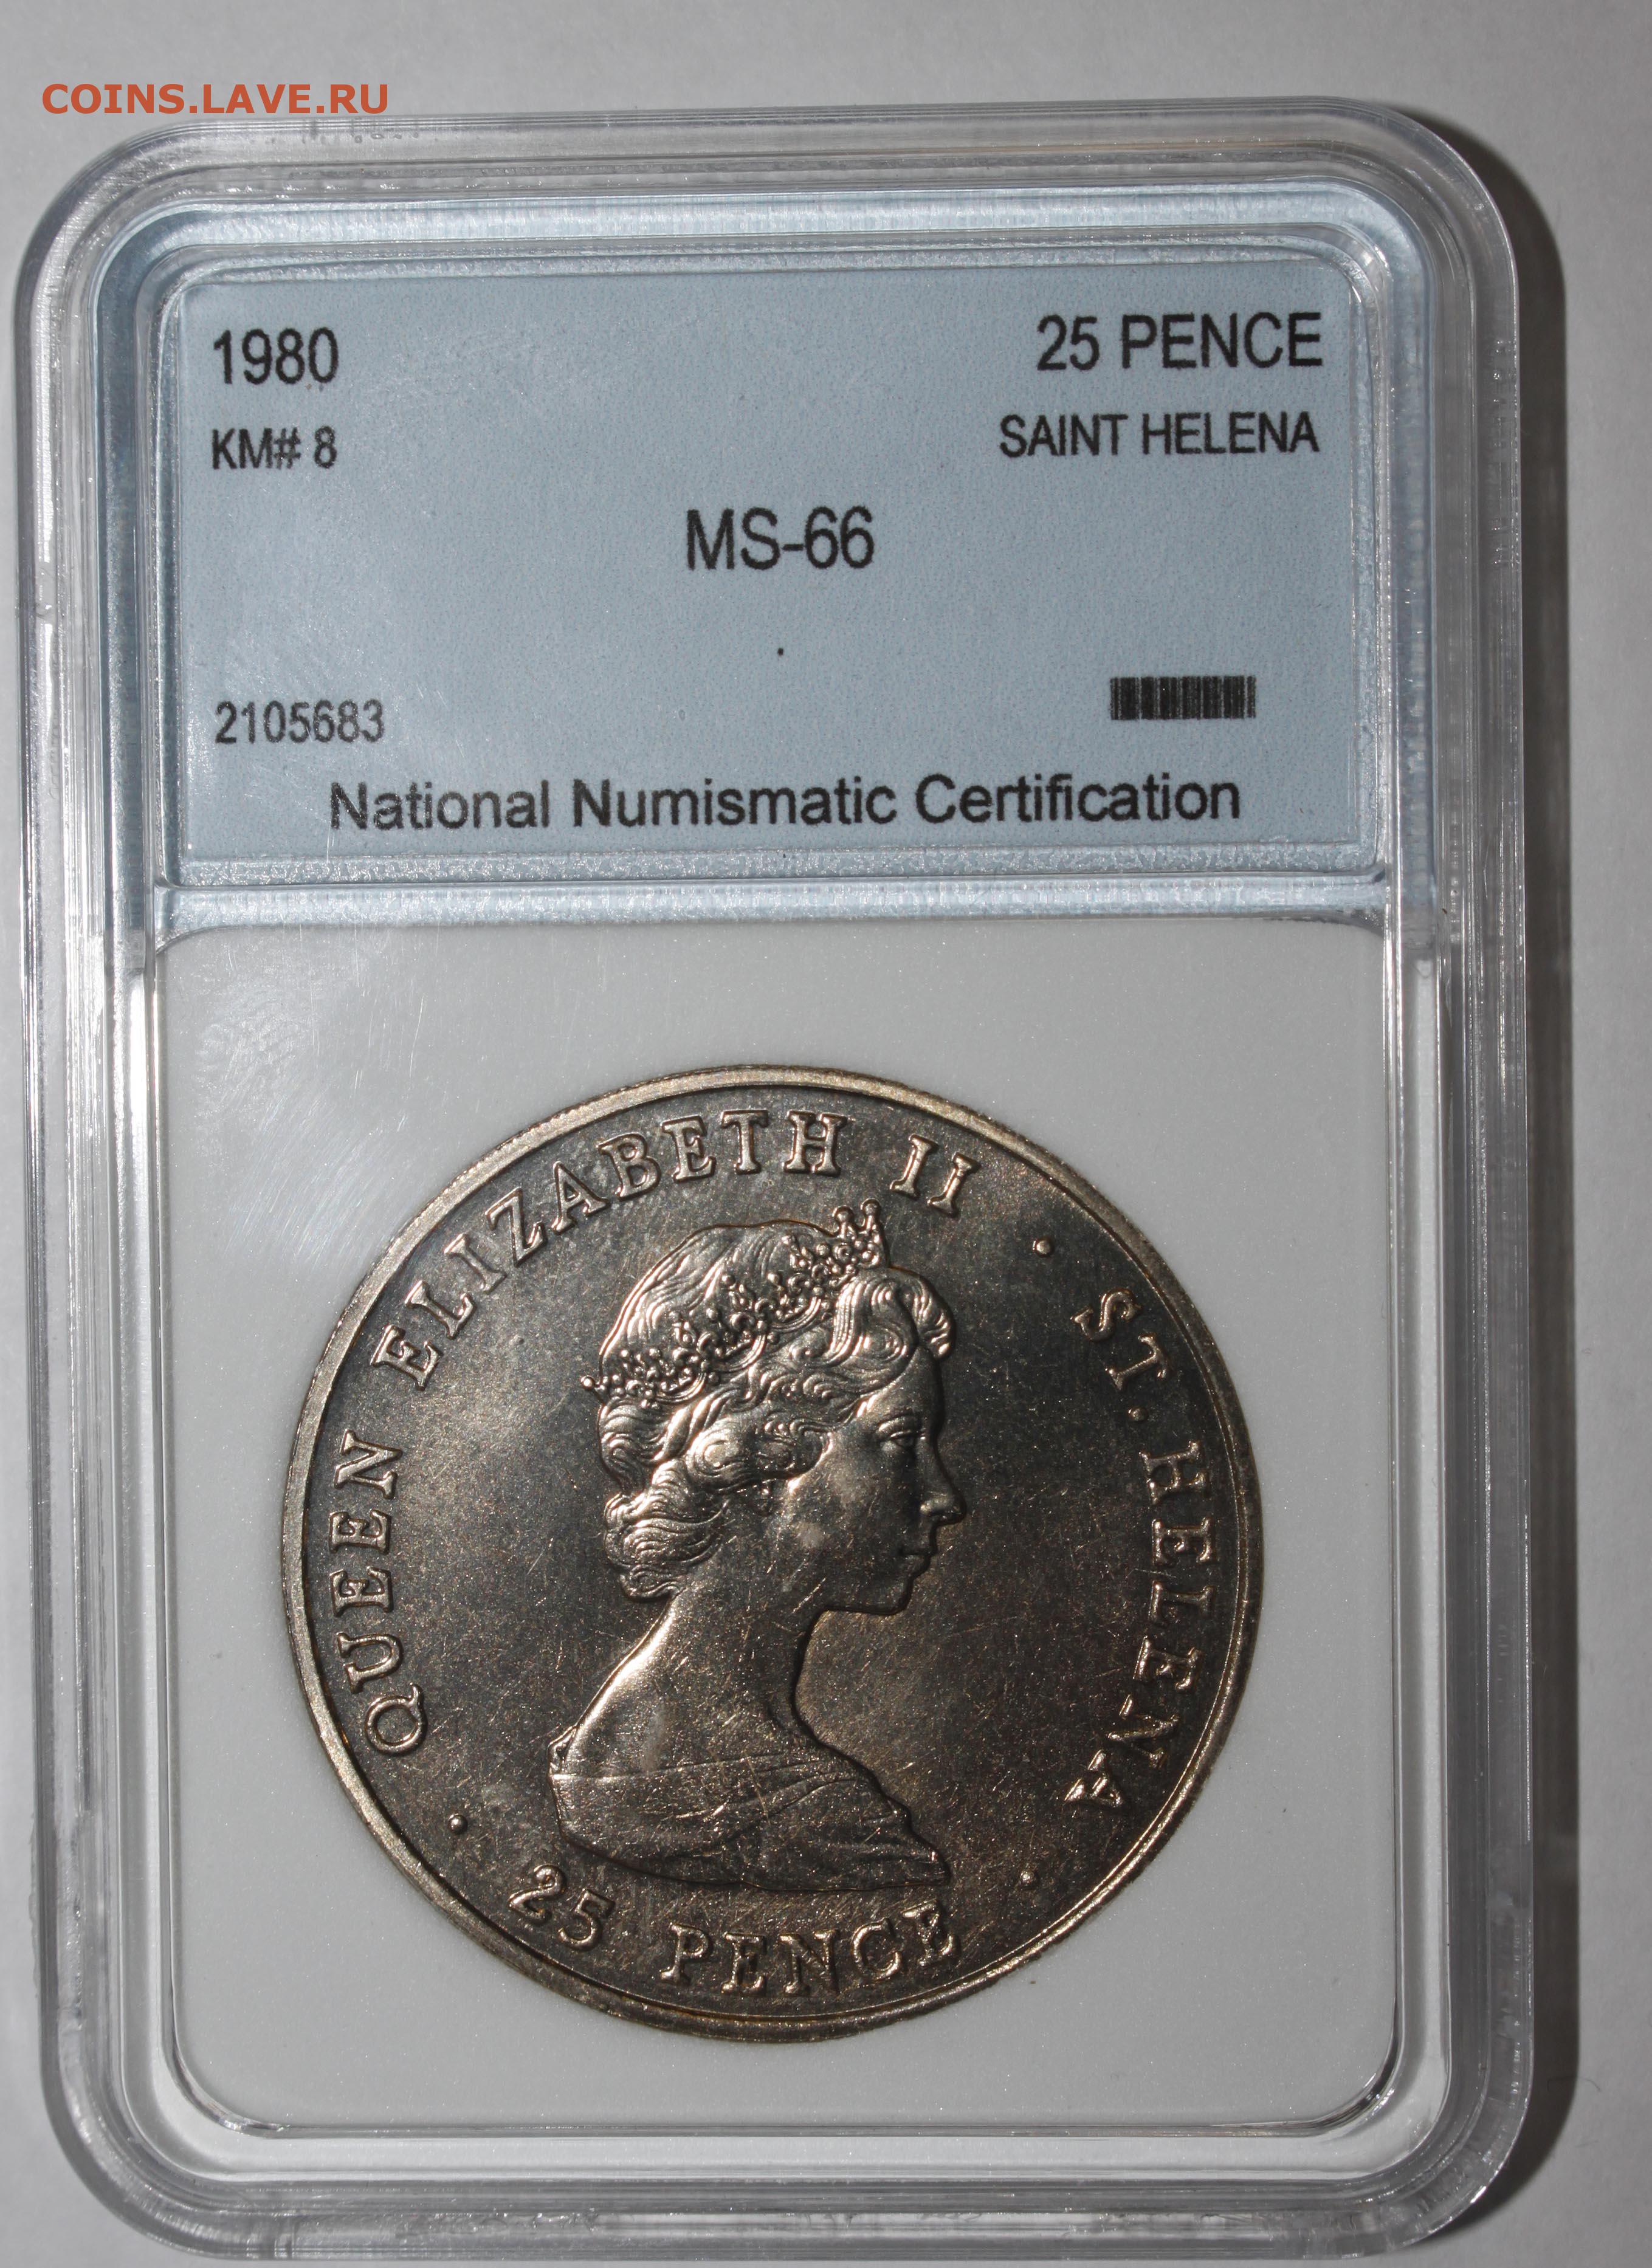 COINS.LAVE.RU
1980
25 PENCE
KM# 8
SAINT HELENA
MS-66
2105683
National Numismatic Certification
QUEEN ELIZABETH II · ST. HELENA ·
25 PENCE ·